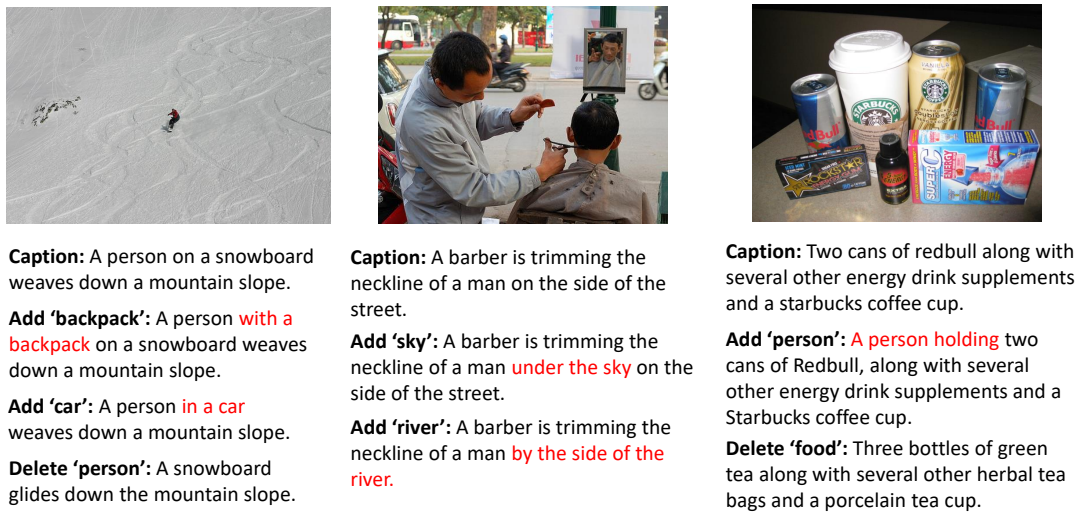 STARBUCKS
VANILLA
RedBull
d Bull
ROCKSTAR
ENERGY GUM
SUPER C
ENERGY
Caption: A person on a snowboard
weaves down a mountain slope.
Add ‘backpack’: A person with a
backpack on a snowboard weaves
down a mountain slope.
Add ‘car’: A person in a car
weaves down a mountain slope.
Delete ‘person’: A snowboard
glides down the mountain slope.
Caption: A barber is trimming the
neckline of a man on the side of the
street.
Add ‘sky’: A barber is trimming the
neckline of a man under the sky on the
side of the street.
Add ‘river’: A barber is trimming the
neckline of a man by the side of the
river.
Caption: Two cans of redbull along with
several other energy drink supplements
and a starbucks coffee cup.
Add ‘person’: A person holding two
cans of Redbull, along with several
other energy drink supplements and a
Starbucks coffee cup.
Delete ‘food’: Three bottles of green
tea along with several other herbal tea
bags and a porcelain tea cup.